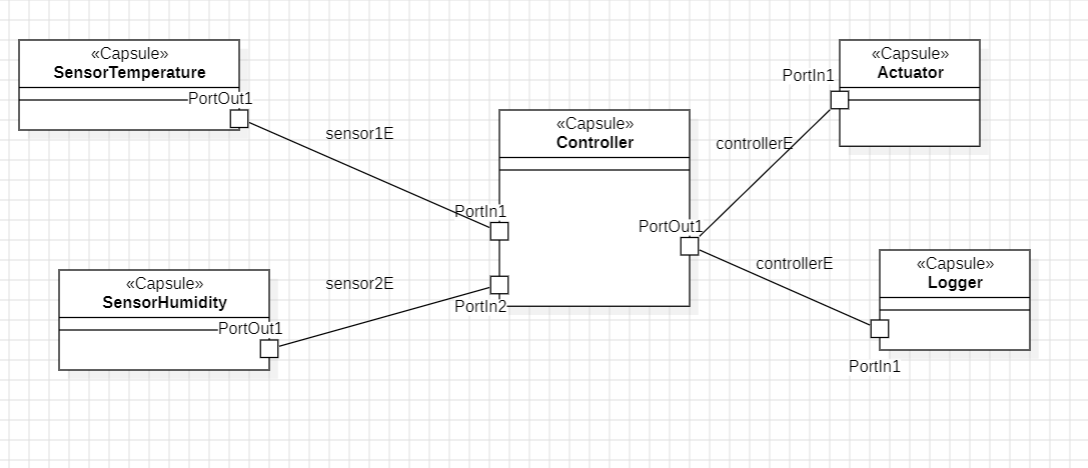 «Capsule»
SensorTemperature
PortOut1
sensor1E
«Capsule»
SensorHumidity
PortOut1
sensor2E
«Capsule»
Controller
PortIn1
PortIn2
PortOut1
controllerE
controllerE
PortIn1
«Capsule»
Actuator
«Capsule»
Logger
PortIn1